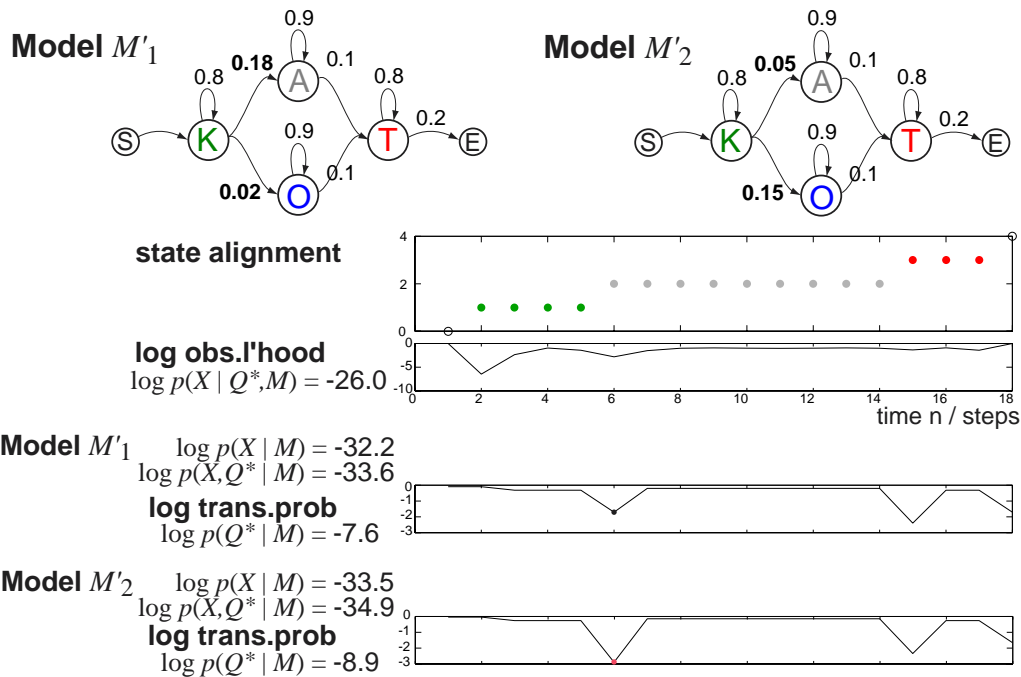 Model M'1
0.9
A
0.18
0.1
0.8
K
0.8
T
0.2
S
E
0.9
O
0.02
0.1
Model M'2
0.9
A
0.05
0.1
0.8
K
0.8
T
0.2
S
E
0.9
O
0.15
0.1
state alignment
4
2
0
log obs.l'hood
log p(X | Q*,M) = -26.0
0
-5
-10
0 2 4 6 8 10 12 14 16 18
time n / steps
Model M'1 log p(X | M) = -32.2
log p(X,Q* | M) = -33.6
log trans.prob
log p(Q* | M) = -7.6
0
-1
-2
-3
Model M'2 log p(X | M) = -33.5
log p(X,Q* | M) = -34.9
log trans.prob
log p(Q* | M) = -8.9
0
-1
-2
-3